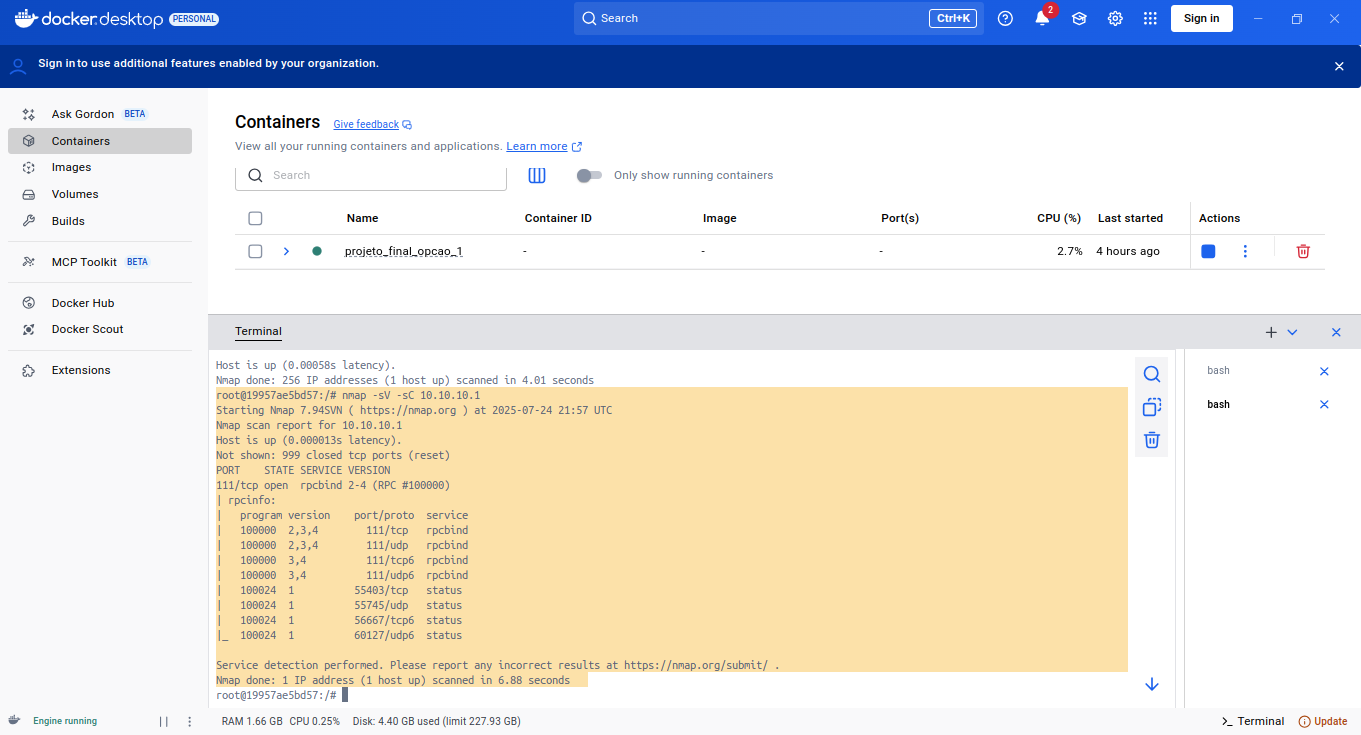 docker.desktop PERSONAL
Search Ctrl+K
2
Sign in
Sign in to use additional features enabled by your organization.
Ask Gordon BETA
Containers
Images
Volumes
Builds
MCP Toolkit BETA
Docker Hub
Docker Scout
Extensions
Containers Give feedback
View all your running containers and applications. Learn more
Search
Only show running containers
Name Container ID Image Port(s) CPU (%) Last started Actions
projeto_final_opcao_1 - - - 2.7% 4 hours ago
Terminal
Host is up (0.00058s latency).
Nmap done: 256 IP addresses (1 host up) scanned in 4.01 seconds
root@19957ae5bd57:/# nmap -sV -sC 10.10.10.1
Starting Nmap 7.94SVN ( https://nmap.org ) at 2025-07-24 21:57 UTC
Nmap scan report for 10.10.10.1
Host is up (0.000013s latency).
Not shown: 999 closed tcp ports (reset)
PORT    STATE SERVICE VERSION
111/tcp open  rpcbind 2-4 (RPC #100000)
| rpcinfo:
|   program version    port/proto  service
|   100000  2,3,4        111/tcp   rpcbind
|   100000  2,3,4        111/udp   rpcbind
|   100000  3,4          111/tcp6  rpcbind
|   100000  3,4          111/udp6  rpcbind
|   100024  1          55403/tcp   status
|   100024  1          55745/udp   status
|   100024  1          56667/tcp6  status
|_  100024  1          60127/udp6  status
Service detection performed. Please report any incorrect results at https://nmap.org/submit/ .
Nmap done: 1 IP address (1 host up) scanned in 6.88 seconds
root@19957ae5bd57:/#
bash
bash
Engine running
RAM 1.66 GB CPU 0.25% Disk: 4.40 GB used (limit 227.93 GB)
>_ Terminal
Update